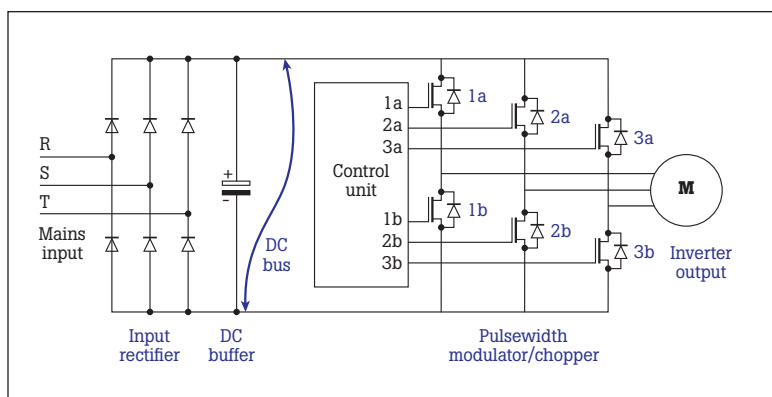 R
S
T
Mains
input
+
-
DC
bus
Input
rectifier
DC
buffer
Control
unit
1a
2a
3a
1b
2b
3b
1a
2a
3a
1b
2b
3b
M
Inverter
output
Pulsewidth
modulator/chopper